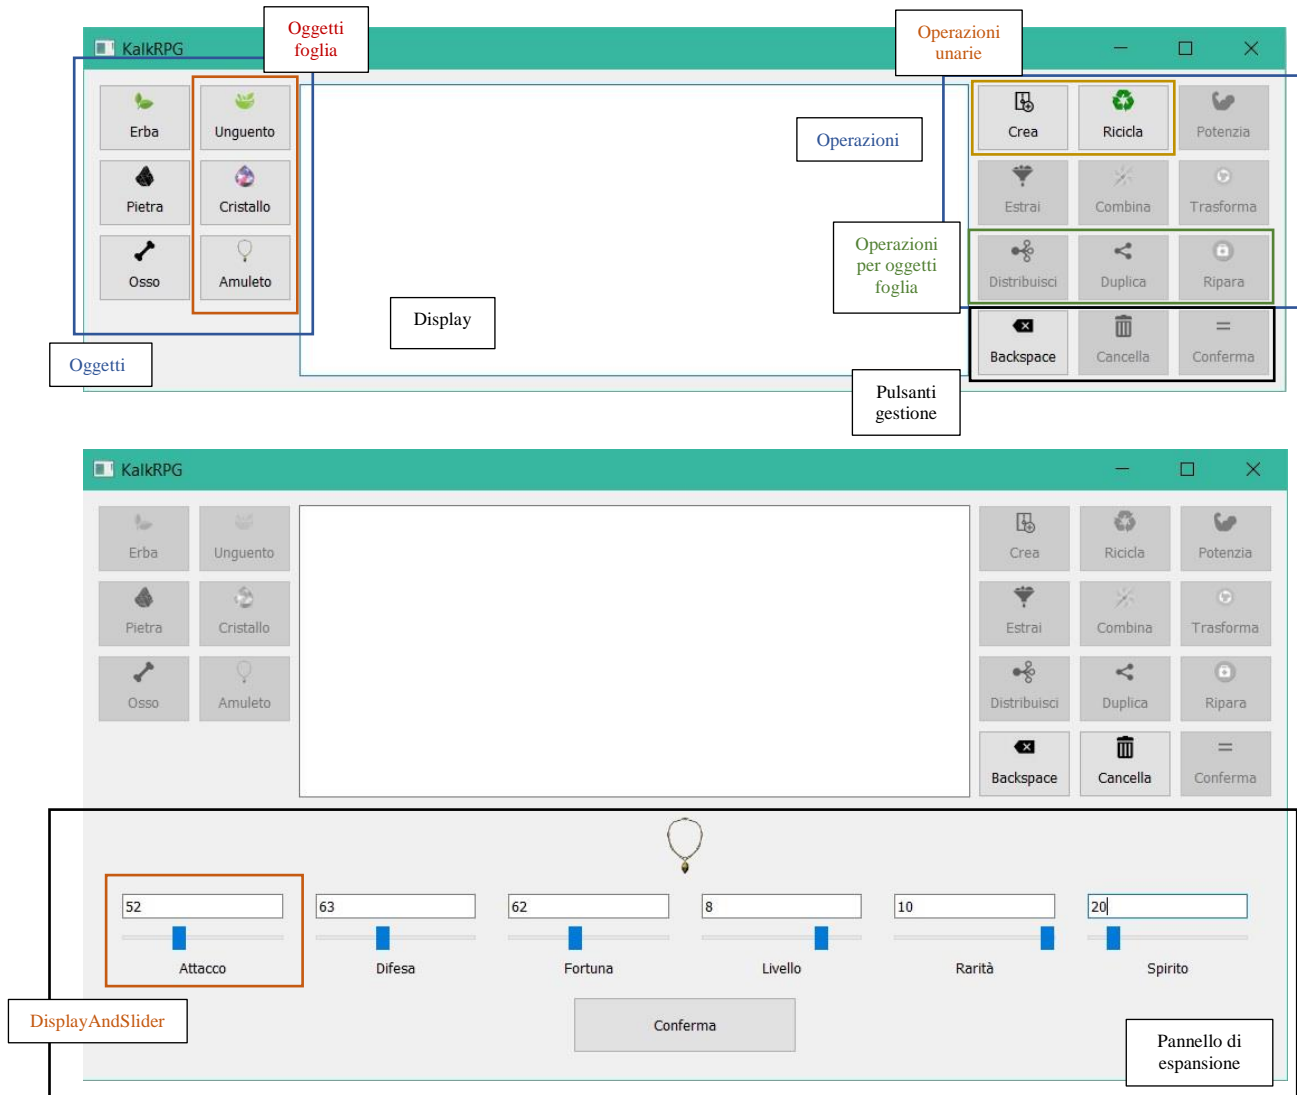 Oggetti
foglia
Operazioni
unarie
KalkRPG
Erba
Unguento
Crea
Ricicla
Potenzia
Operazioni
Pietra
Cristallo
Estrai
Combina
Trasforma
Operazioni
per oggetti
foglia
Osso
Amuleto
Distribuisci
Duplica
Ripara
Display
Oggetti
Backspace
Cancella
Conferma
Pulsanti
gestione
KalkRPG
Erba
Unguento
Crea
Ricicla
Potenzia
Pietra
Cristallo
Estrai
Combina
Trasforma
Osso
Amuleto
Distribuisci
Duplica
Ripara
Backspace
Cancella
Conferma
52
63
62
8
10
20
Attacco
Difesa
Fortuna
Livello
Rarità
Spirito
DisplayAndSlider
Conferma
Pannello di
espansione